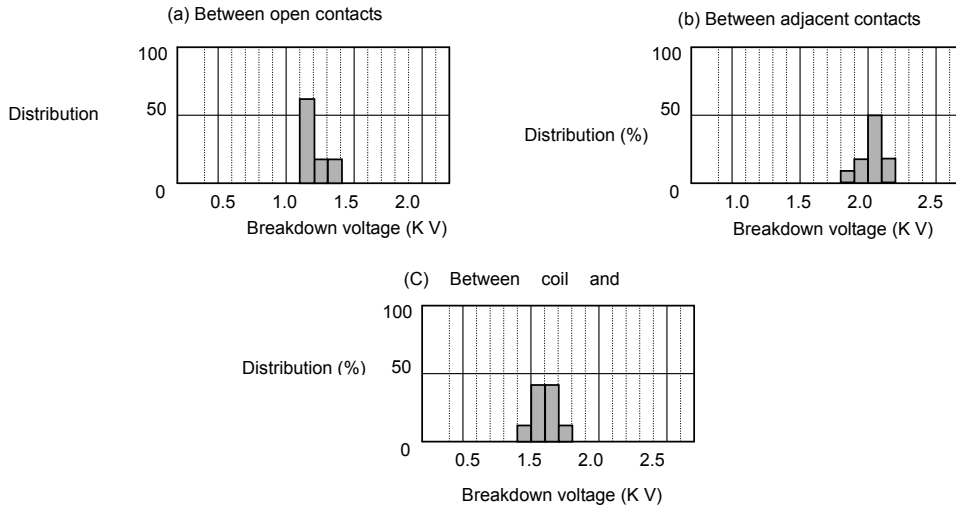 (a) Between open contacts
100
Distribution
50
0
0.5 1.0 1.5 2.0
Breakdown voltage (K V)
(b) Between adjacent contacts
100
50
Distribution (%)
0
1.0 1.5 2.0 2.5
Breakdown voltage (K V)
(C) Between coil and
100
Distribution (%)
50
0
0.5 1.5 2.0 2.5
Breakdown voltage (K V)